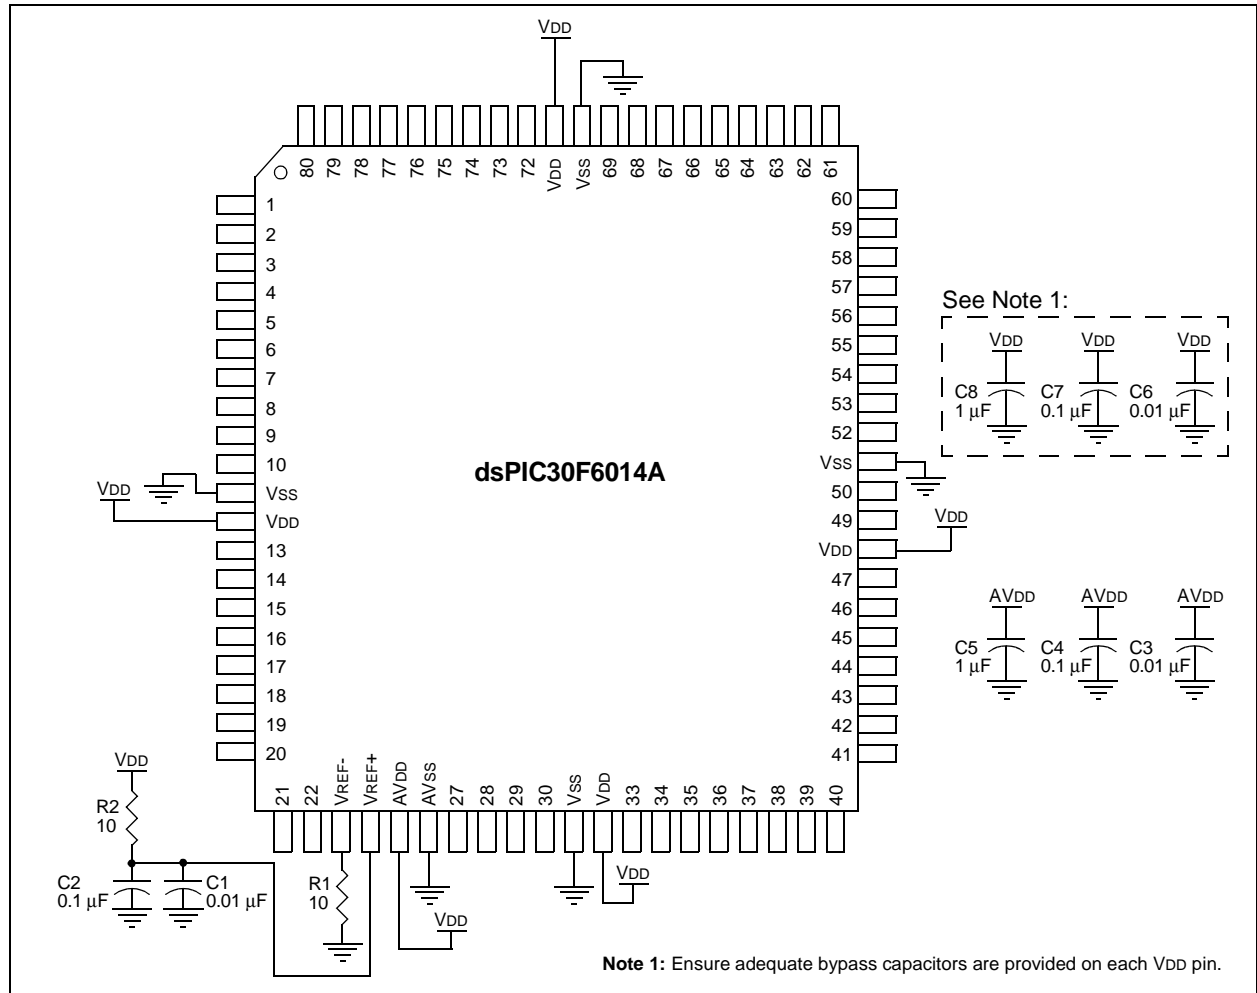 VDD
80 79 78 77 76 75 74 73 72 VDD VSS 69 68 67 66 65 64 63 62 61
1
2
3
4
5
6
7
8
9
10
VSS
VDD
VDD
13
14
15
16
17
18
19
20
dsPIC30F6014A
60
59
58
57
56
55
54
53
52
VSS
50
49
VDD
VDD
47
46
45
44
43
42
41
See Note 1:
VDD VDD VDD
C8 C7 C6
1 µF 0.1 µF 0.01 µF
AVDD AVDD AVDD
C5 C4 C3
1 µF 0.1 µF 0.01 µF
21 22 VREF- VREF+ AVDD AVSS 27 28 29 30 VSS VDD 33 34 35 36 37 38 39 40
VDD
R2
10
C2
0.1 µF
C1
0.01 µF
R1
10
VDD
VDD
Note 1: Ensure adequate bypass capacitors are provided on each VDD pin.